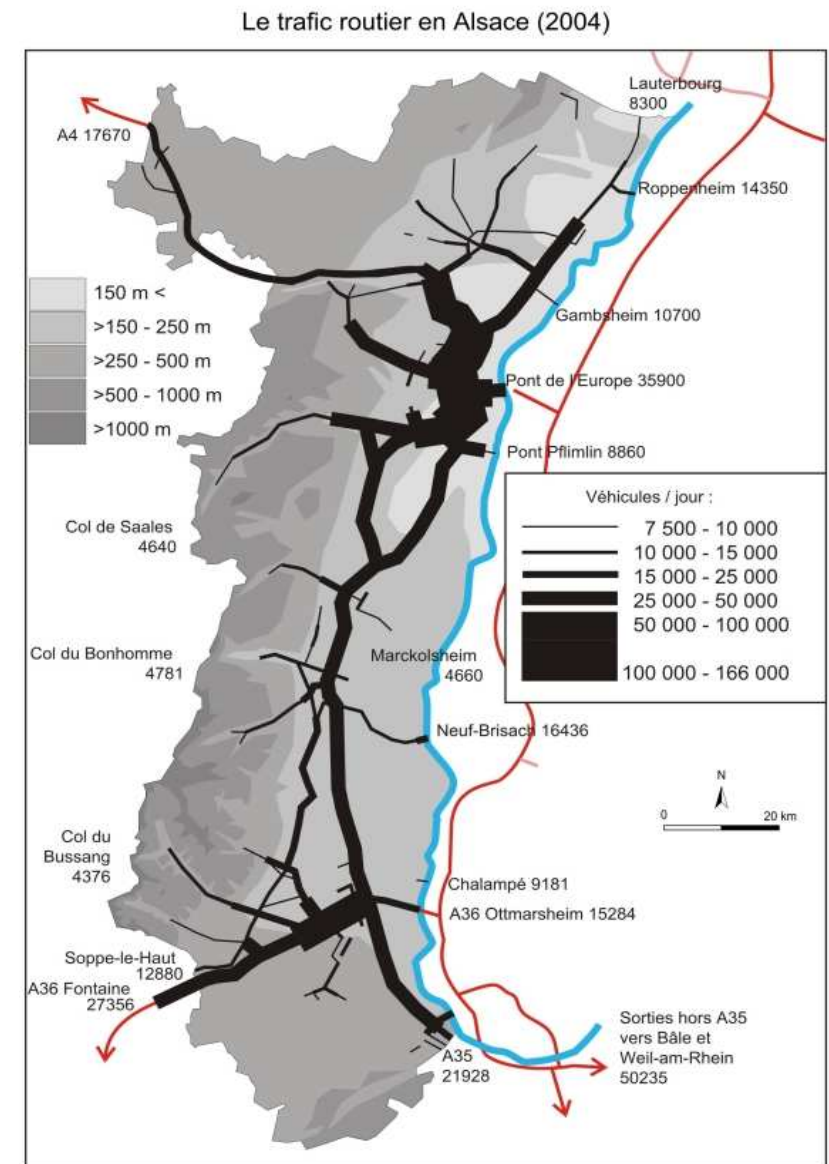 Le trafic routier en Alsace (2004)
Lauterbourg
8300
A4 17670
Roppenheim 14350
150 m <
>150 - 250 m
>250 - 500 m
>500 - 1000 m
>1000 m
Gambsheim 10700
Pont de l'Europe 35900
Pont Pflimlin 8860
Véhicules / jour :
7 500 - 10 000
10 000 - 15 000
15 000 - 25 000
25 000 - 50 000
50 000 - 100 000
100 000 - 166 000
Col de Saales
4640
Col du Bonhomme
4781
Marckolsheim
4660
Neuf-Brisach 16436
N
0 20 km
Col du
Bussang
4376
Chalampé 9181
A36 Ottmarsheim 15284
Soppe-le-Haut
12880
A36 Fontaine
27356
Sorties hors A35
vers Bâle et
Weil-am-Rhein
50235
A35
21928